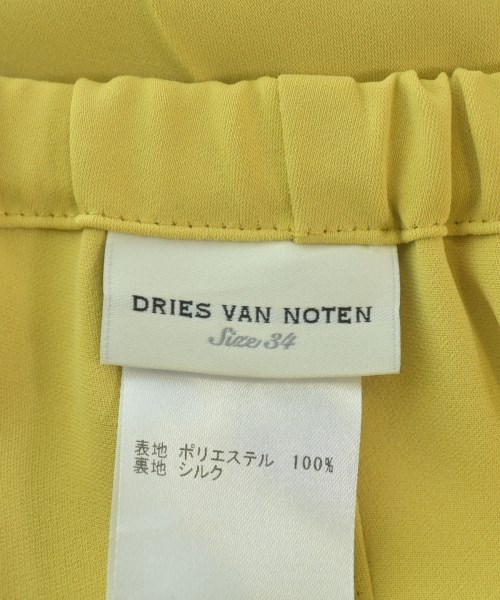 DRIES VAN NOTEN
Size 34
表地 ポリエステル 100%
裏地 シルク